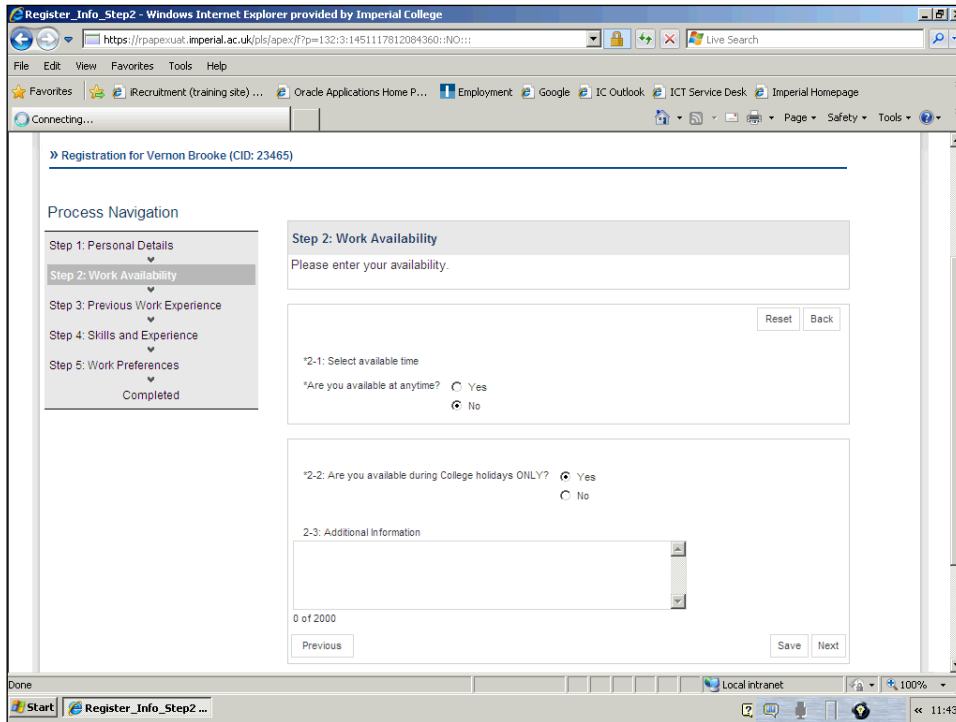 Register_Info_Step2 - Windows Internet Explorer provided by Imperial College
https://rpapexuat.imperial.ac.uk/pls/apex/f?p=132:3:1451117812084360::NO:::
Live Search
File Edit View Favorites Tools Help
Favorites iRecruitment (training site) ... Oracle Applications Home P... Employment Google IC Outlook ICT Service Desk Imperial Homepage
Connecting... Page Safety Tools
» Registration for Vernon Brooke (CID: 23465)
Process Navigation
Step 1: Personal Details
Step 2: Work Availability
Step 3: Previous Work Experience
Step 4: Skills and Experience
Step 5: Work Preferences
Completed
Step 2: Work Availability
Please enter your availability.
Reset Back
*2-1: Select available time
*Are you available at anytime? Yes
No
*2-2: Are you available during College holidays ONLY? Yes
No
2-3: Additional Information
0 of 2000
Previous Save Next
Done Local intranet 100%
Start Register_Info_Step2 ... « 11:43